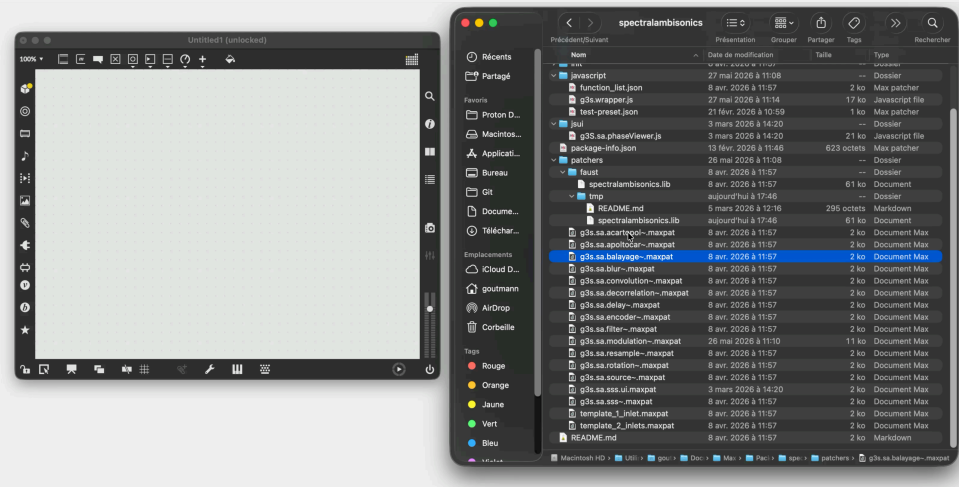 Untitled1 (unlocked)
100% ▾
spectralambisonics
Précédent/Suivant
Présentation
Grouper
Partager
Tags
Rechercher
Récents
Partagé
Favoris
Proton D...
Macintos...
Applicati...
Bureau
Git
Docume...
Téléchar...
Emplacements
iCloud D...
goutmann
AirDrop
Corbeille
Tags
Rouge
Orange
Jaune
Vert
Bleu
Violet
Nom Date de modification Taille Type
init 8 avr. 2026 à 11:57 -- Dossier
javascript 27 mai 2026 à 11:08 -- Dossier
function_list.json 8 avr. 2026 à 11:57 2 ko Max patcher
g3s.wrapper.js 27 mai 2026 à 11:14 17 ko Javascript file
test-preset.json 21 févr. 2026 à 10:59 1 ko Max patcher
jsui 3 mars 2026 à 14:20 -- Dossier
g3S.sa.phaseViewer.js 3 mars 2026 à 14:20 21 ko Javascript file
package-info.json 13 févr. 2026 à 11:46 623 octets Max patcher
patchers 26 mai 2026 à 11:08 -- Dossier
faust 8 avr. 2026 à 11:57 -- Dossier
spectralambisonics.lib 8 avr. 2026 à 11:57 61 ko Document
tmp aujourd'hui à 17:46 -- Dossier
README.md 5 mars 2026 à 12:16 295 octets Markdown
spectralambisonics.lib aujourd'hui à 17:46 61 ko Document
g3s.sa.acartopol~.maxpat 8 avr. 2026 à 11:57 2 ko Document Max
g3s.sa.apoltocar~.maxpat 8 avr. 2026 à 11:57 2 ko Document Max
g3s.sa.balayage~.maxpat 8 avr. 2026 à 11:57 2 ko Document Max
g3s.sa.blur~.maxpat 8 avr. 2026 à 11:57 2 ko Document Max
g3s.sa.convolution~.maxpat 8 avr. 2026 à 11:57 2 ko Document Max
g3s.sa.decorrelation~.maxpat 8 avr. 2026 à 11:57 2 ko Document Max
g3s.sa.delay~.maxpat 8 avr. 2026 à 11:57 2 ko Document Max
g3s.sa.encoder~.maxpat 8 avr. 2026 à 11:57 2 ko Document Max
g3s.sa.filter~.maxpat 8 avr. 2026 à 11:57 2 ko Document Max
g3s.sa.modulation~.maxpat 26 mai 2026 à 11:10 11 ko Document Max
g3s.sa.resample~.maxpat 8 avr. 2026 à 11:57 2 ko Document Max
g3s.sa.rotation~.maxpat 8 avr. 2026 à 11:57 2 ko Document Max
g3s.sa.source~.maxpat 8 avr. 2026 à 11:57 2 ko Document Max
g3s.sa.sss.ui.maxpat 3 mars 2026 à 14:20 2 ko Document Max
g3s.sa.sss~.maxpat 8 avr. 2026 à 11:57 2 ko Document Max
template_1_inlet.maxpat 8 avr. 2026 à 11:57 2 ko Document Max
template_2_inlets.maxpat 8 avr. 2026 à 11:57 2 ko Document Max
README.md 8 avr. 2026 à 11:57 2 ko Markdown
Macintosh HD › Utili › gout › Doc › Max › Pack › spec › patchers › g3s.sa.balayage~.maxpat